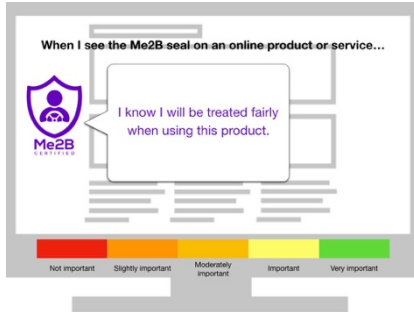 When I see the Me2B seal on an online product or service…
I know I will be treated fairly
when using this product.
Me2B
CERTIFIED
Not important
Slightly important
Moderately
important
Important
Very important